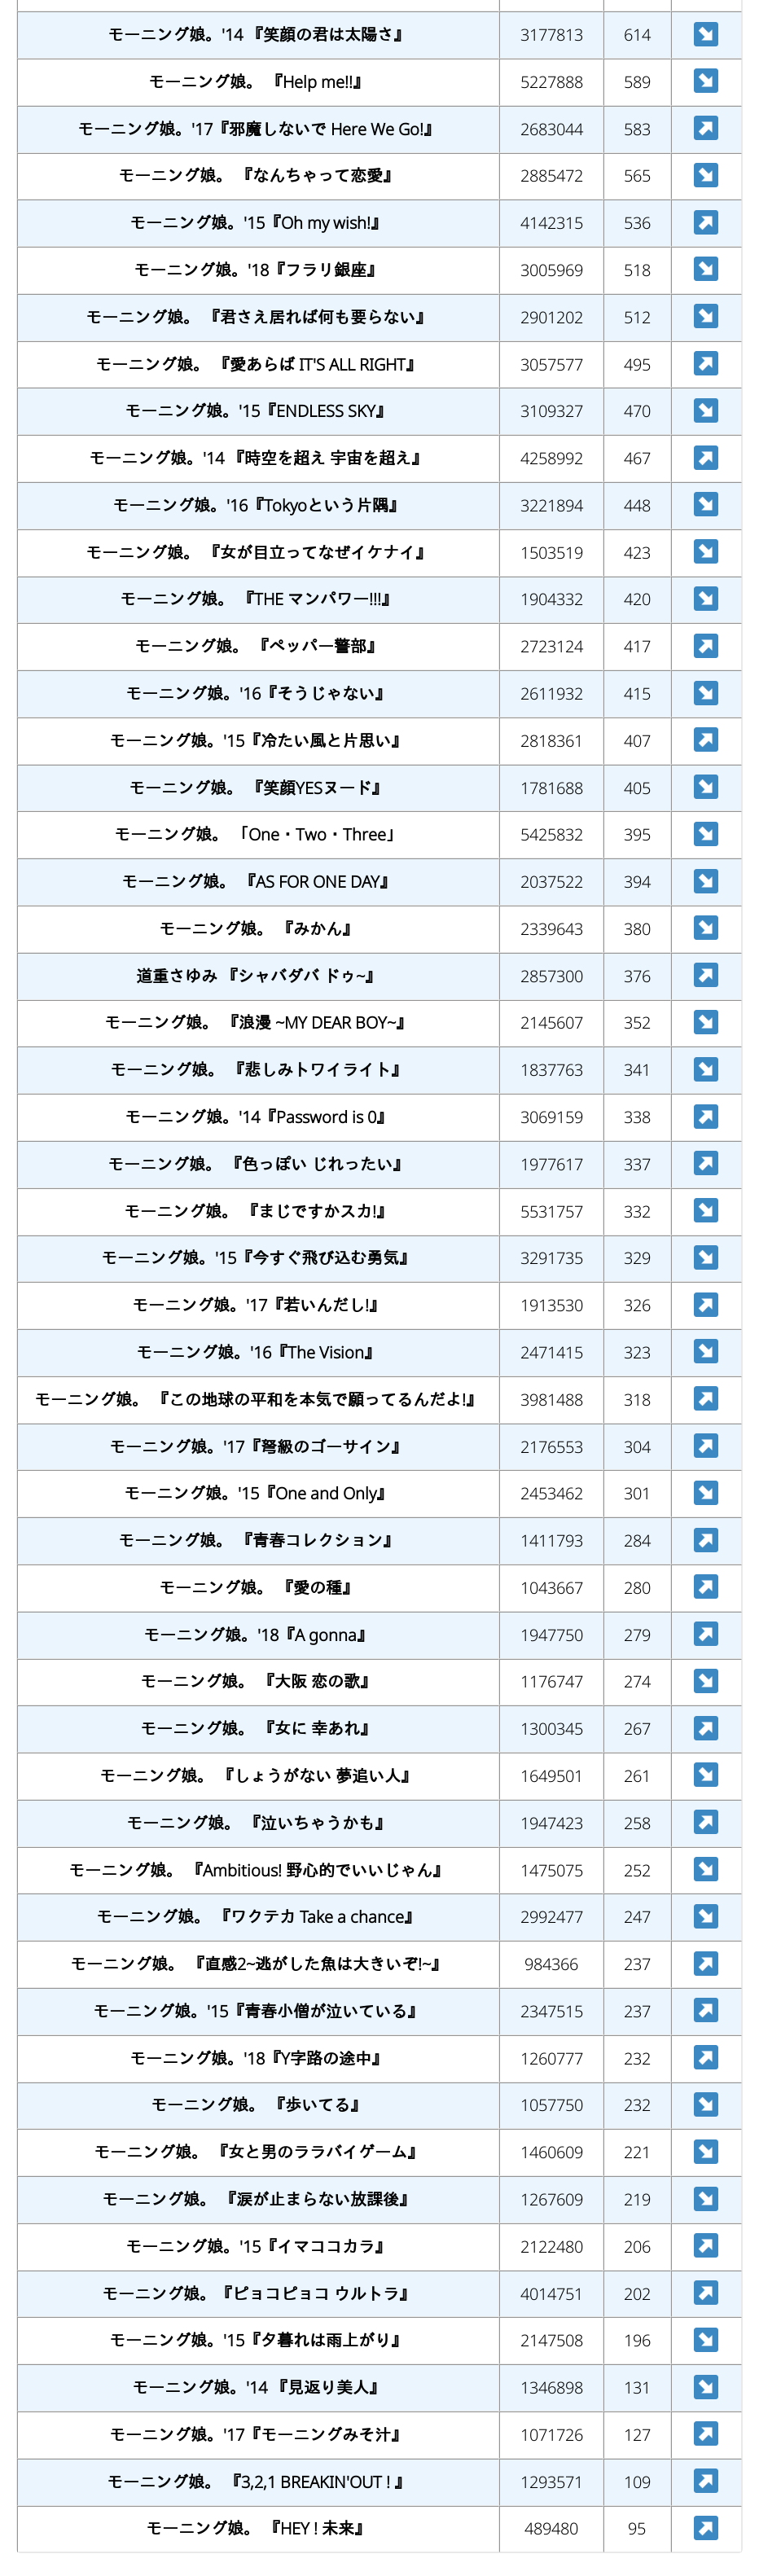 モーニング娘。'14 『笑顔の君は太陽さ』 3177813 614 ↘
モーニング娘。 『Help me!!』 5227888 589 ↘
モーニング娘。'17『邪魔しないで Here We Go!』 2683044 583 ↗
モーニング娘。 『なんちゃって恋愛』 2885472 565 ↘
モーニング娘。'15『Oh my wish!』 4142315 536 ↗
モーニング娘。'18『フラリ銀座』 3005969 518 ↘
モーニング娘。 『君さえ居れば何も要らない』 2901202 512 ↘
モーニング娘。 『愛あらば IT'S ALL RIGHT』 3057577 495 ↗
モーニング娘。'15『ENDLESS SKY』 3109327 470 ↘
モーニング娘。'14 『時空を超え 宇宙を超え』 4258992 467 ↗
モーニング娘。'16『Tokyoという片隅』 3221894 448 ↘
モーニング娘。 『女が目立ってなぜイケナイ』 1503519 423 ↘
モーニング娘。 『THE マンパワー!!!』 1904332 420 ↘
モーニング娘。 『ペッパー警部』 2723124 417 ↗
モーニング娘。'16『そうじゃない』 2611932 415 ↘
モーニング娘。'15『冷たい風と片思い』 2818361 407 ↗
モーニング娘。 『笑顔YESヌード』 1781688 405 ↘
モーニング娘。 「One・Two・Three」 5425832 395 ↘
モーニング娘。 『AS FOR ONE DAY』 2037522 394 ↘
モーニング娘。 『みかん』 2339643 380 ↘
道重さゆみ 『シャバダバ ドゥ~』 2857300 376 ↗
モーニング娘。 『浪漫 ~MY DEAR BOY~』 2145607 352 ↘
モーニング娘。 『悲しみトワイライト』 1837763 341 ↘
モーニング娘。'14『Password is 0』 3069159 338 ↗
モーニング娘。 『色っぽい じれったい』 1977617 337 ↗
モーニング娘。 『まじですかスカ!』 5531757 332 ↘
モーニング娘。'15『今すぐ飛び込む勇気』 3291735 329 ↘
モーニング娘。'17『若いんだし!』 1913530 326 ↗
モーニング娘。'16『The Vision』 2471415 323 ↘
モーニング娘。 『この地球の平和を本気で願ってるんだよ!』 3981488 318 ↗
モーニング娘。'17『弩級のゴーサイン』 2176553 304 ↗
モーニング娘。'15『One and Only』 2453462 301 ↘
モーニング娘。 『青春コレクション』 1411793 284 ↗
モーニング娘。 『愛の種』 1043667 280 ↗
モーニング娘。'18『A gonna』 1947750 279 ↗
モーニング娘。 『大阪 恋の歌』 1176747 274 ↘
モーニング娘。 『女に 幸あれ』 1300345 267 ↗
モーニング娘。 『しょうがない 夢追い人』 1649501 261 ↘
モーニング娘。 『泣いちゃうかも』 1947423 258 ↗
モーニング娘。 『Ambitious! 野心的でいいじゃん』 1475075 252 ↘
モーニング娘。 『ワクテカ Take a chance』 2992477 247 ↘
モーニング娘。 『直感2~逃がした魚は大きいぞ!~』 984366 237 ↗
モーニング娘。'15『青春小僧が泣いている』 2347515 237 ↗
モーニング娘。'18『Y字路の途中』 1260777 232 ↗
モーニング娘。 『歩いてる』 1057750 232 ↘
モーニング娘。 『女と男のララバイゲーム』 1460609 221 ↘
モーニング娘。 『涙が止まらない放課後』 1267609 219 ↘
モーニング娘。'15『イマココカラ』 2122480 206 ↗
モーニング娘。『ピョコピョコ ウルトラ』 4014751 202 ↗
モーニング娘。'15『夕暮れは雨上がり』 2147508 196 ↘
モーニング娘。'14 『見返り美人』 1346898 131 ↘
モーニング娘。'17『モーニングみそ汁』 1071726 127 ↗
モーニング娘。 『3,2,1 BREAKIN'OUT ! 』 1293571 109 ↗
モーニング娘。 『HEY ! 未来』 489480 95 ↗